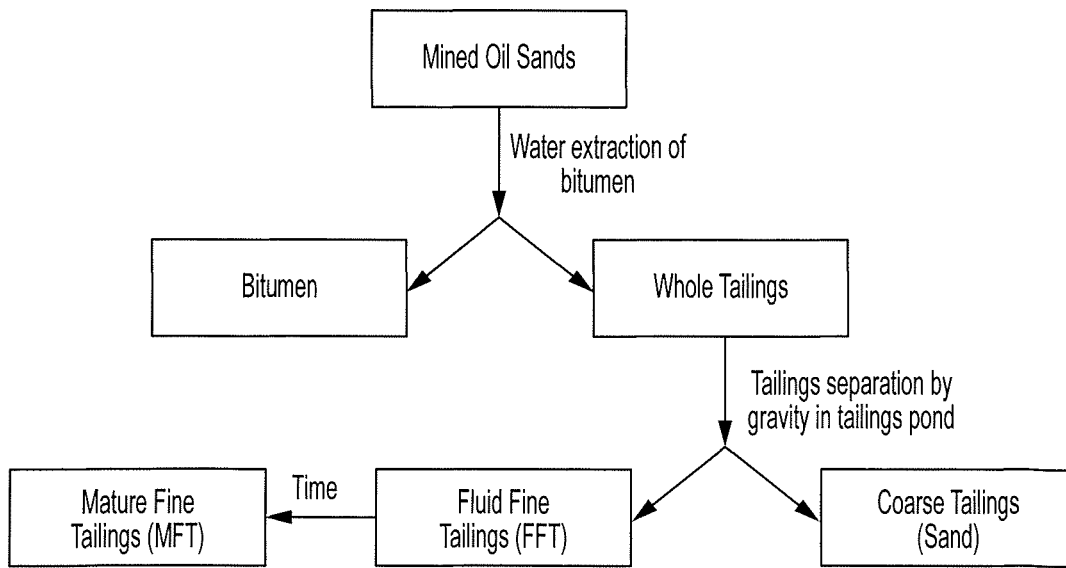 Mined Oil Sands
Water extraction of
bitumen
Bitumen
Whole Tailings
Tailings separation by
gravity in tailings pond
Mature Fine
Tailings (MFT)
Time
Fluid Fine
Tailings (FFT)
Coarse Tailings
(Sand)